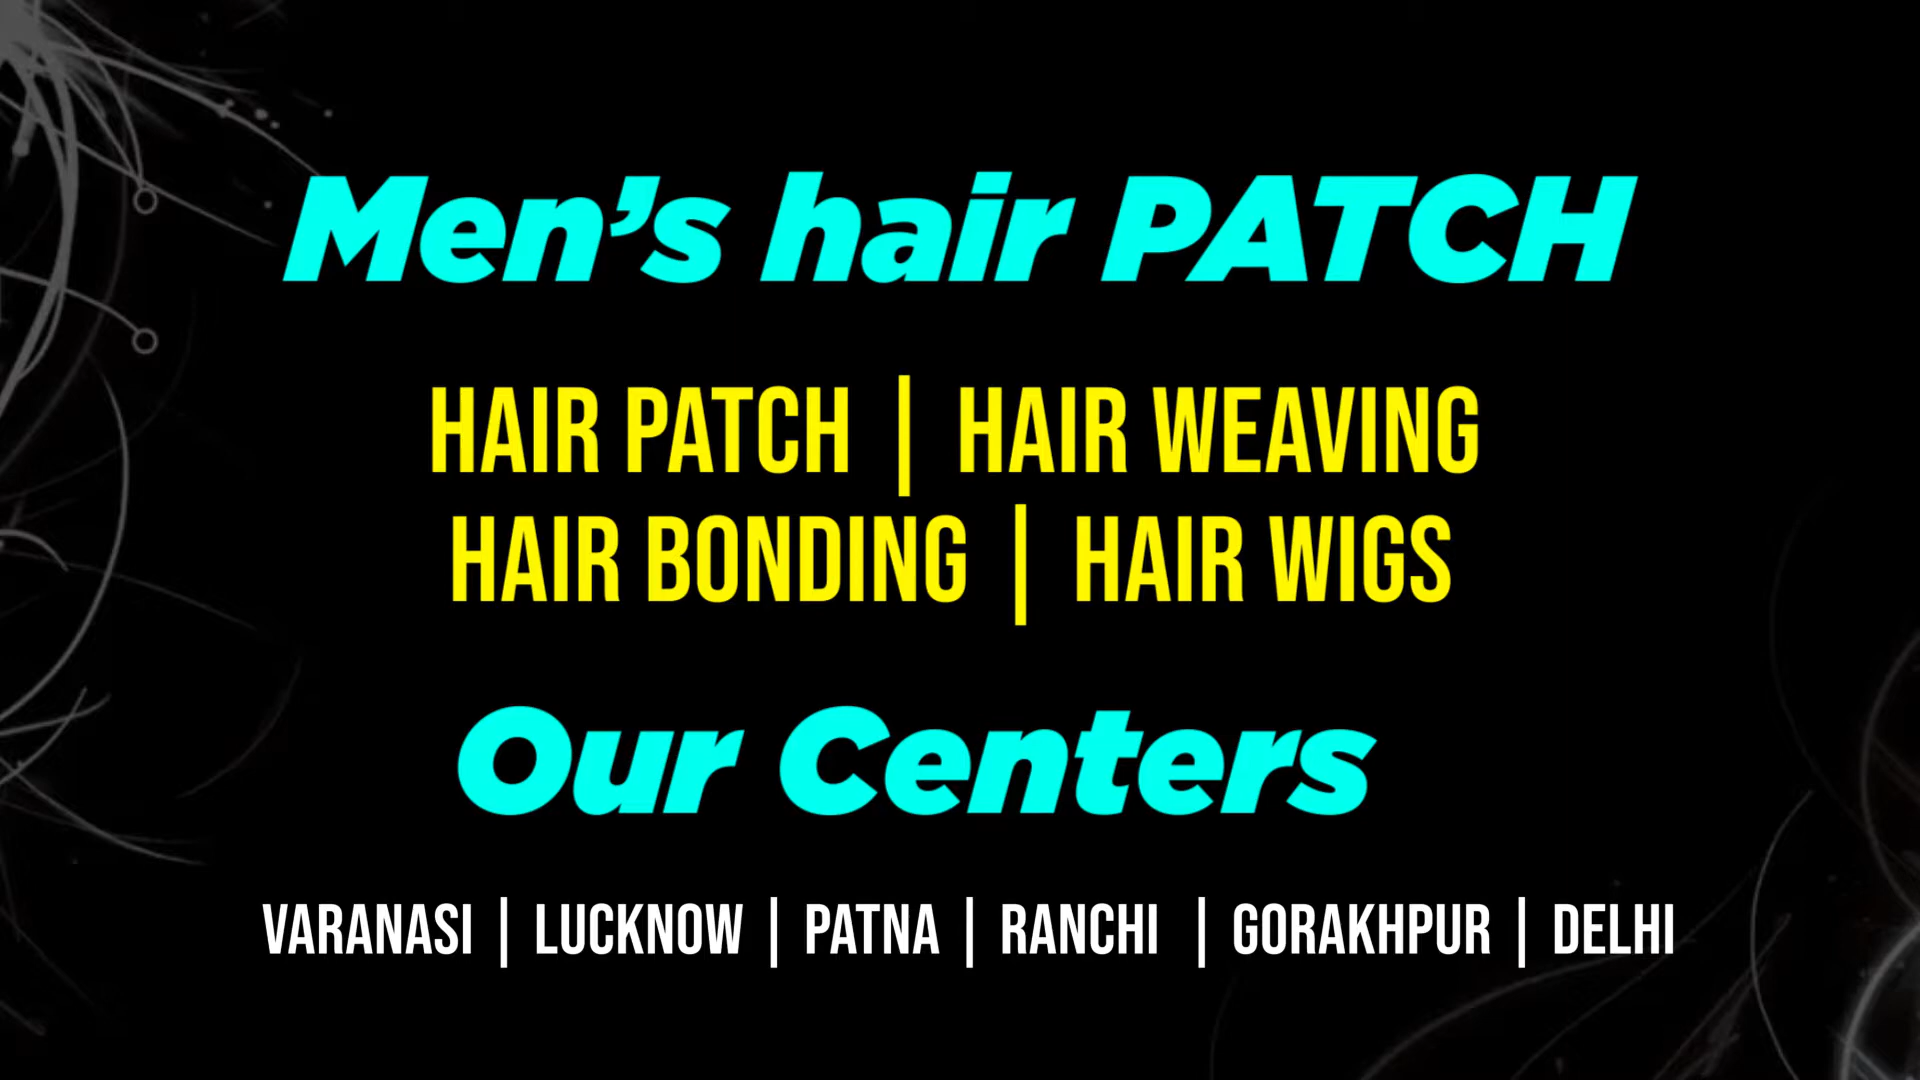 Men’s hair PATCH
HAIR PATCH | HAIR WEAVING
HAIR BONDING | HAIR WIGS
Our Centers
VARANASI | LUCKNOW | PATNA | RANCHI | GORAKHPUR | DELHI